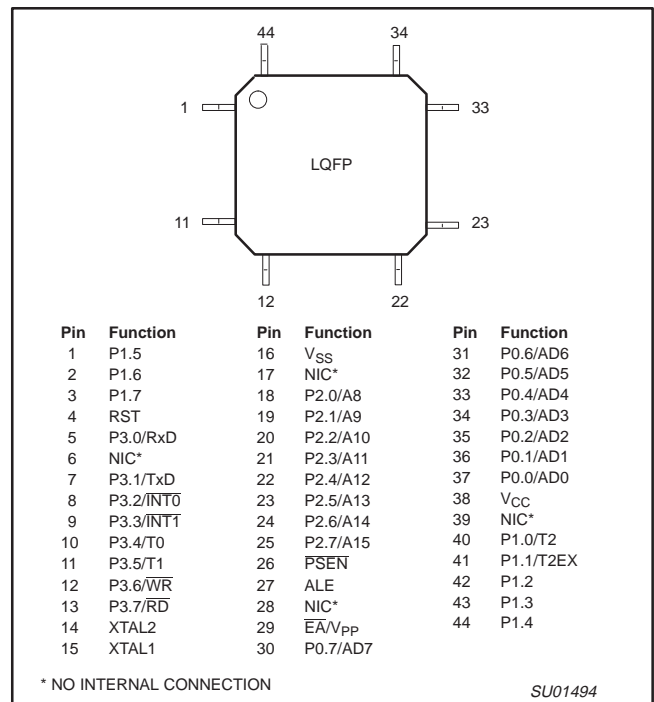 44 34
1 33
LQFP
11 23
12 22
Pin Function Pin Function Pin Function
1 P1.5 16 VSS 31 P0.6/AD6
2 P1.6 17 NIC* 32 P0.5/AD5
3 P1.7 18 P2.0/A8 33 P0.4/AD4
4 RST 19 P2.1/A9 34 P0.3/AD3
5 P3.0/RxD 20 P2.2/A10 35 P0.2/AD2
6 NIC* 21 P2.3/A11 36 P0.1/AD1
7 P3.1/TxD 22 P2.4/A12 37 P0.0/AD0
8 P3.2/I̅N̅T̅0̅ 23 P2.5/A13 38 VCC
9 P3.3/I̅N̅T̅1̅ 24 P2.6/A14 39 NIC*
10 P3.4/T0 25 P2.7/A15 40 P1.0/T2
11 P3.5/T1 26 P̅S̅E̅N̅ 41 P1.1/T2EX
12 P3.6/W̅R̅ 27 ALE 42 P1.2
13 P3.7/R̅D̅ 28 NIC* 43 P1.3
14 XTAL2 29 E̅A̅/VPP 44 P1.4
15 XTAL1 30 P0.7/AD7
* NO INTERNAL CONNECTION
SU01494